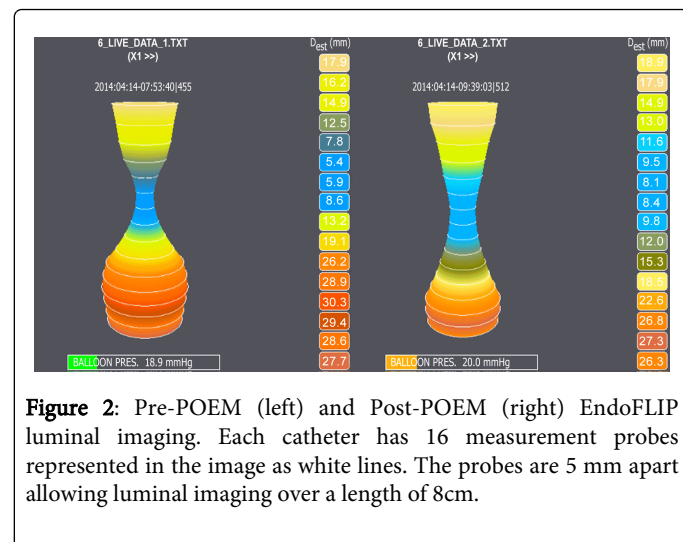 6_LIVE_DATA_1.TXT
(X1 >>)
2014:04:14-07:53:40|455
Dest (mm)
17.9
16.2
14.9
12.5
7.8
5.4
5.9
8.6
13.2
19.1
26.2
28.9
30.3
29.4
28.6
27.7
BALLOON PRES. 18.9 mmHg
6_LIVE_DATA_2.TXT
(X1 >>)
2014:04:14-09:39:03|512
Dest (mm)
18.9
17.9
14.9
13.0
11.6
9.5
8.1
8.4
9.8
12.0
15.3
18.5
22.6
26.8
27.3
26.3
BALLOON PRES. 20.0 mmHg
Figure 2: Pre-POEM (left) and Post-POEM (right) EndoFLIP
luminal imaging. Each catheter has 16 measurement probes
represented in the image as white lines. The probes are 5 mm apart
allowing luminal imaging over a length of 8cm.